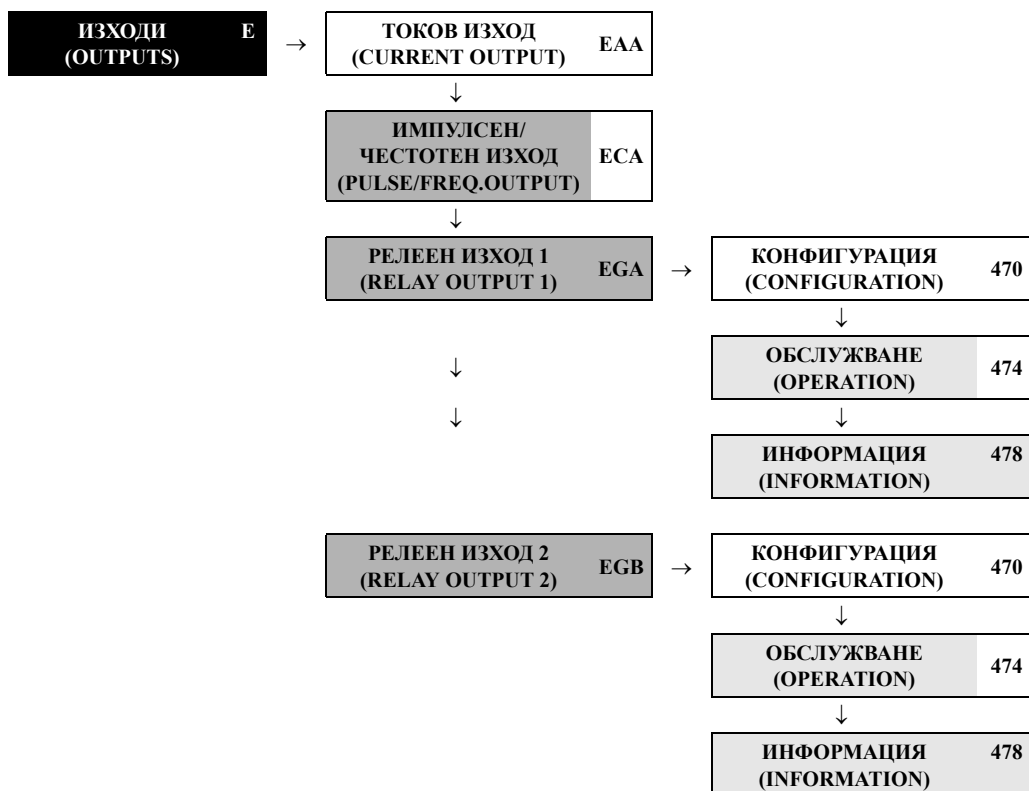 ИЗХОДИ E
(OUTPUTS)
→
ТОКОВ ИЗХОД EAA
(CURRENT OUTPUT)
↓
ИМПУЛСЕН/
ЧЕСТОТЕН ИЗХОД ECA
(PULSE/FREQ.OUTPUT)
↓
РЕЛЕЕН ИЗХОД 1 EGA
(RELAY OUTPUT 1)
→
КОНФИГУРАЦИЯ 470
(CONFIGURATION)
↓
ОБСЛУЖВАНЕ 474
(OPERATION)
↓
↓
↓
ИНФОРМАЦИЯ 478
(INFORMATION)
РЕЛЕЕН ИЗХОД 2 EGB
(RELAY OUTPUT 2)
→
КОНФИГУРАЦИЯ 470
(CONFIGURATION)
↓
ОБСЛУЖВАНЕ 474
(OPERATION)
↓
ИНФОРМАЦИЯ 478
(INFORMATION)